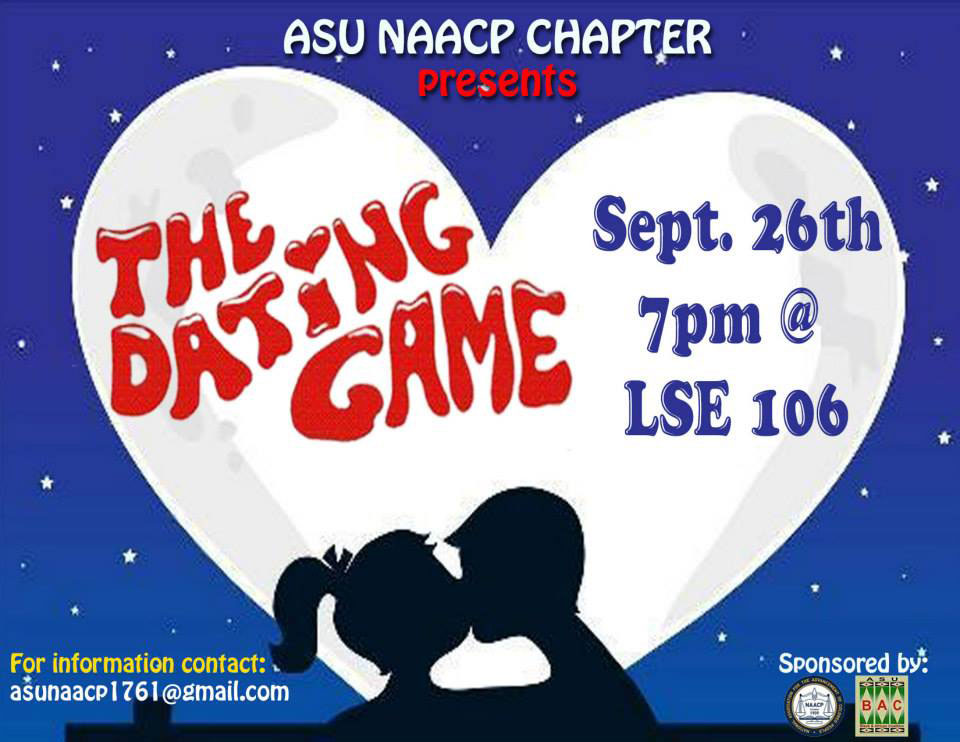 ASU NAACP CHAPTER
presents
THE
DATiNG
GAME
Sept. 26th
7pm @
LSE 106
For information contact:
asunaacp1761@gmail.com
Sponsored by:
NAACP
ASU
BAC